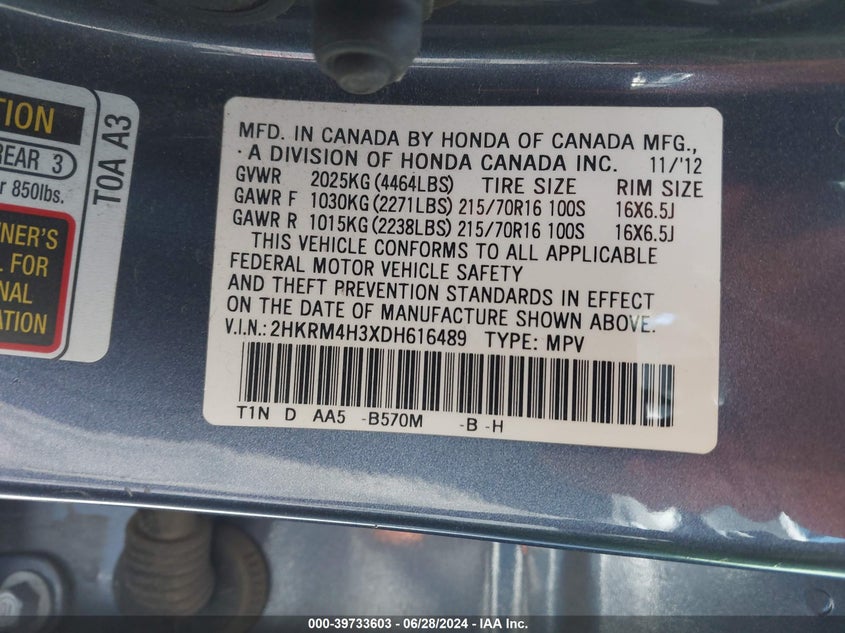 TION
REAR 3
r 850lbs.
TOA A3
NER'S
FOR
NAL
ATION
MFD. IN CANADA BY HONDA OF CANADA MFG.,
A DIVISION OF HONDA CANADA INC. 11/'12
GVWR 2025KG (4464LBS) TIRE SIZE RIM SIZE
GAWR F 1030KG (2271LBS) 215/70R16 100S 16X6.5J
GAWR R 1015KG (2238LBS) 215/70R16 100S 16X6.5J
THIS VEHICLE CONFORMS TO ALL APPLICABLE
FEDERAL MOTOR VEHICLE SAFETY
AND THEFT PREVENTION STANDARDS IN EFFECT
ON THE DATE OF MANUFACTURE SHOWN ABOVE.
V.I.N.: 2HKRM4H3XDH616489 TYPE: MPV
T1N D AA5 -B570M -B -H
000-39733603 - 06/28/2024 - IAA Inc.